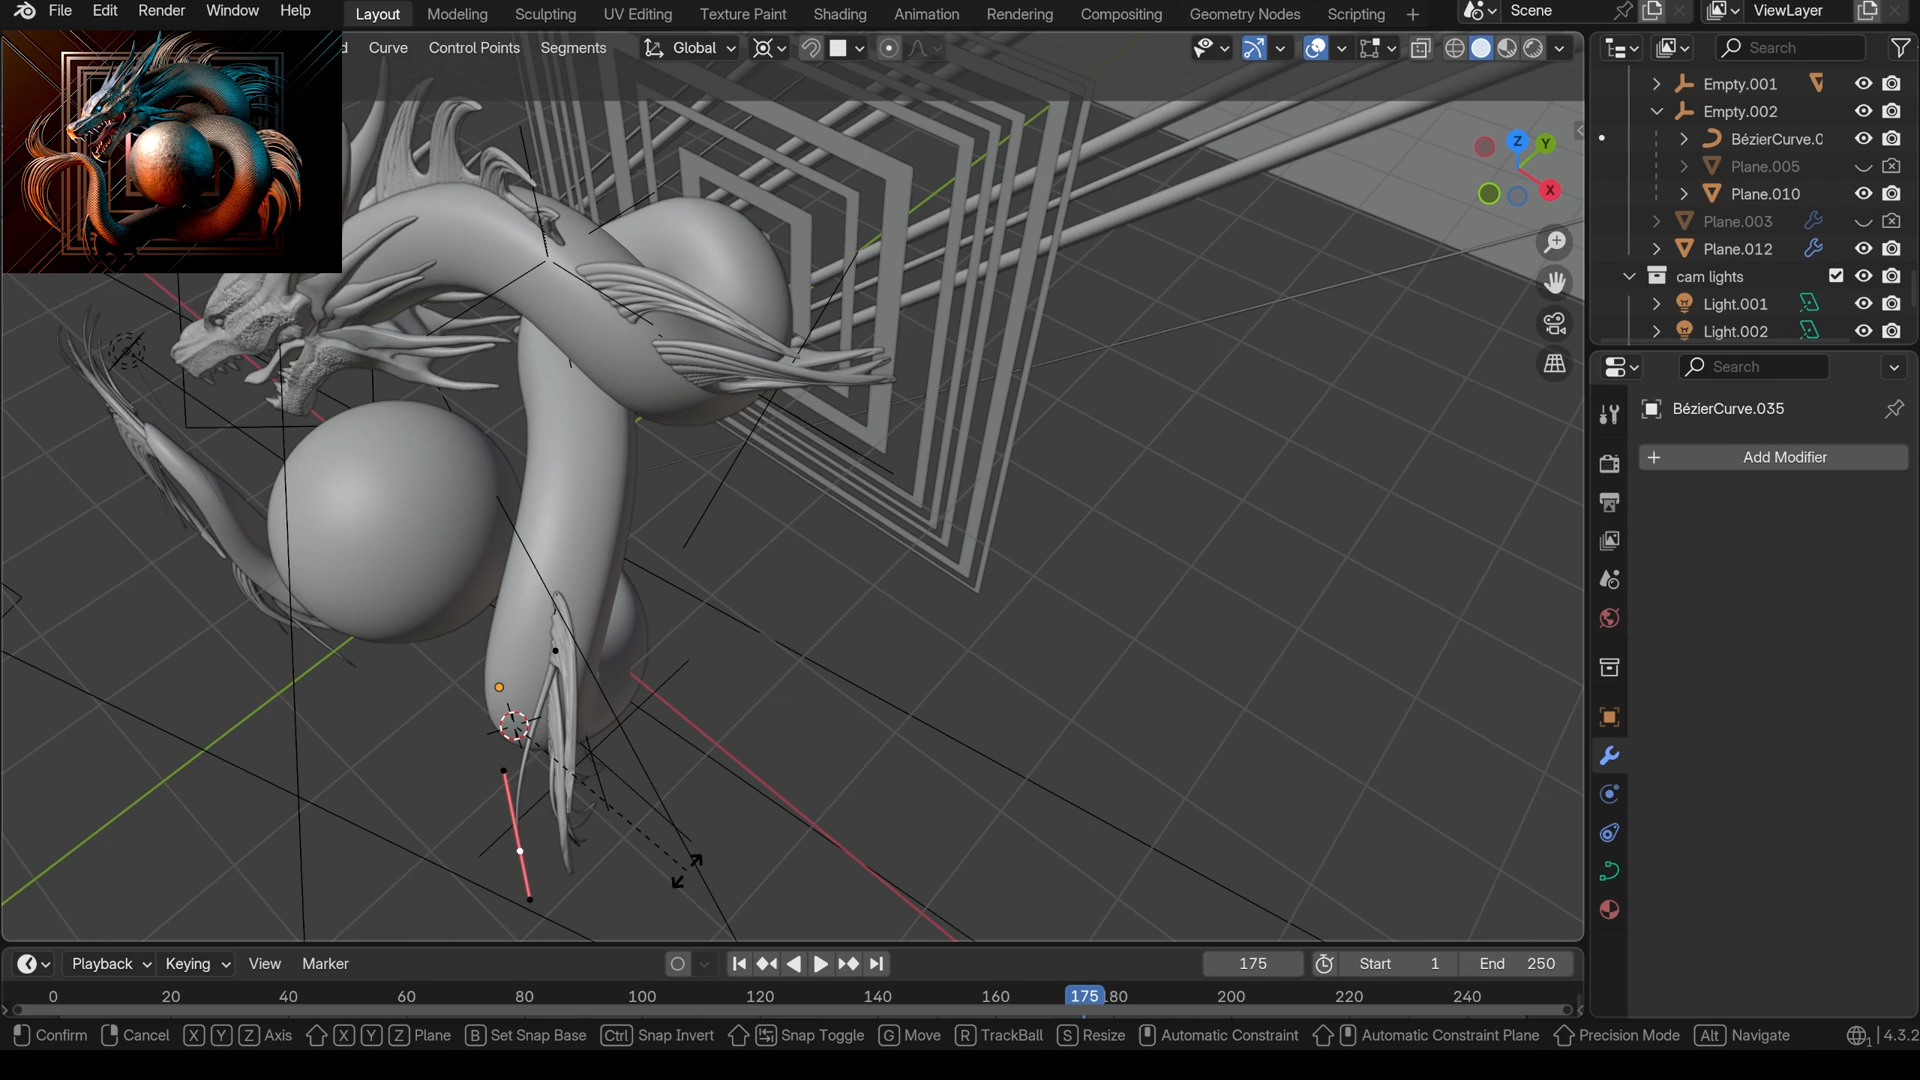 File Edit Render Window Help
Layout Modeling Sculpting UV Editing Texture Paint Shading Animation Rendering Compositing Geometry Nodes Scripting +
Scene
ViewLayer
Curve Control Points Segments
Global
Search
Empty.001
Empty.002
BézierCurve.0
Plane.005
Plane.010
Plane.003
Plane.012
cam lights
Light.001
Light.002
Z
Y
X
Search
BézierCurve.035
+ Add Modifier
Playback Keying View Marker
175
Start 1
End 250
0 20 40 60 80 100 120 140 160 175 180 200 220 240
Confirm Cancel X Y Z Axis X Y Z Plane B Set Snap Base Ctrl Snap Invert Snap Toggle G Move R TrackBall S Resize Automatic Constraint Automatic Constraint Plane Precision Mode Alt Navigate
1 4.3.2